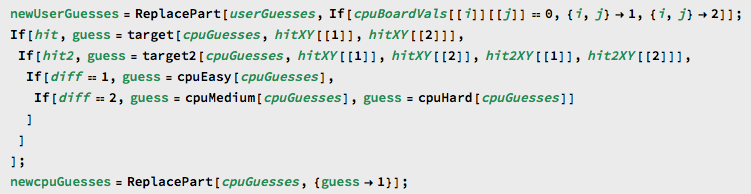 newUserGuesses = ReplacePart[userGuesses, If[cpuBoardVals[[i]][[j]] == 0, {i, j} → 1, {i, j} → 2]];
If[hit, guess = target[cpuGuesses, hitXY[[1]], hitXY[[2]]],
If[hit2, guess = target2[cpuGuesses, hitXY[[1]], hitXY[[2]], hit2XY[[1]], hit2XY[[2]]],
If[diff == 1, guess = cpuEasy[cpuGuesses],
If[diff == 2, guess = cpuMedium[cpuGuesses], guess = cpuHard[cpuGuesses]]
]
]
];
newcpuGuesses = ReplacePart[cpuGuesses, {guess → 1}];